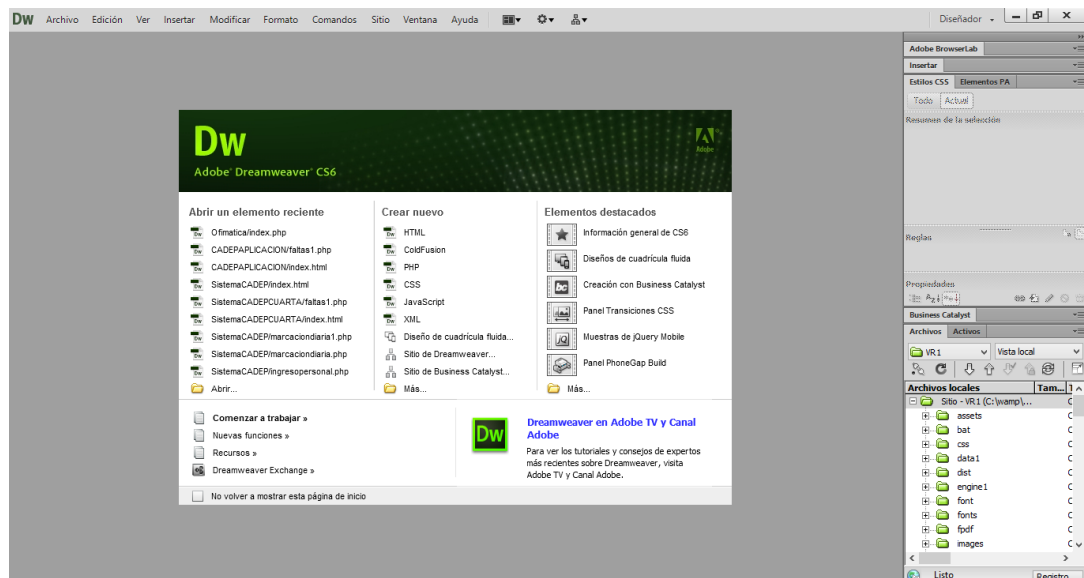 DW Archivo Edición Ver Insertar Modificar Formato Comandos Sitio Ventana Ayuda Diseñador
Adobe BrowserLab
Insertar
Estilos CSS Elementos PA
Todo Actual
Resumen de la selección
Reglas
Propiedades
Business Catalyst
Archivos Activos
VR1 Vista local
Archivos locales Tam...
Sitio - VR1 (C:\wamp\...
assets
bat
css
data1
dist
engine1
font
fonts
fpdf
images
Listo Registro
Dw
Adobe Dreamweaver CS6
Adobe
Abrir un elemento reciente
Ofimatica/index.php
CADEPAPLICACION/faltas1.php
CADEPAPLICACION/index.html
SistemaCADEP/index.html
SistemaCADEPCUARTA/faltas1.php
SistemaCADEPCUARTA/index.html
SistemaCADEP/marcaciondiaria1.php
SistemaCADEP/marcaciondiaria.php
SistemaCADEP/ingresopersonal.php
Abrir...
Crear nuevo
HTML
ColdFusion
PHP
CSS
JavaScript
XML
Diseño de cuadrícula fluida...
Sitio de Dreamweaver...
Sitio de Business Catalyst...
Más...
Elementos destacados
Información general de CS6
Diseños de cuadrícula fluida
Creación con Business Catalyst
Panel Transiciones CSS
Muestras de jQuery Mobile
Panel PhoneGap Build
Más...
Comenzar a trabajar »
Nuevas funciones »
Recursos »
Dreamweaver Exchange »
Dw
Dreamweaver en Adobe TV y Canal
Adobe
Para ver los tutoriales y consejos de expertos
más recientes sobre Dreamweaver, visita
Adobe TV y Canal Adobe.
No volver a mostrar esta página de inicio